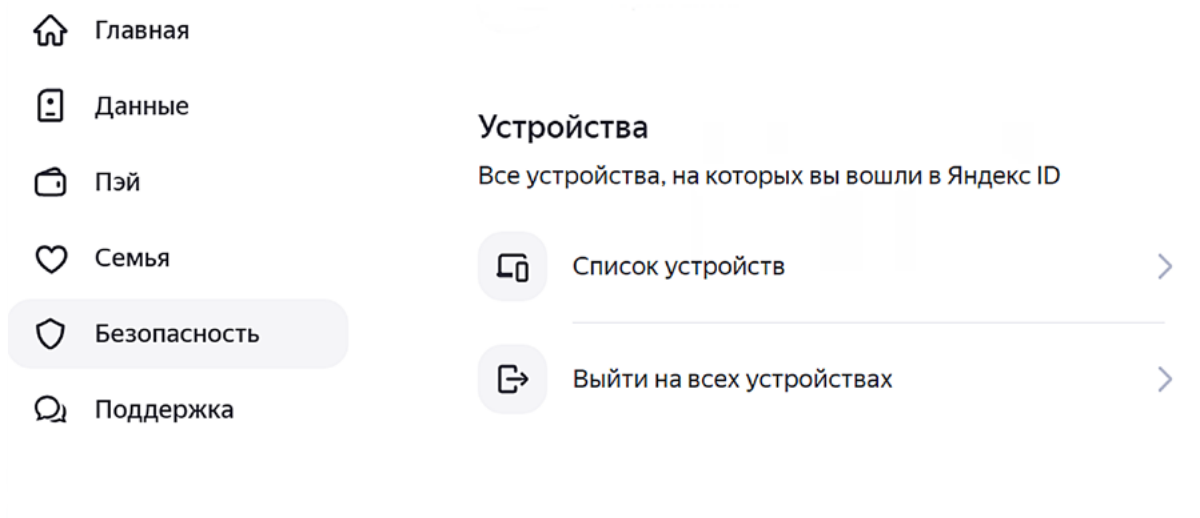 Главная
Данные
Пэй
Семья
Безопасность
Поддержка
Устройства
Все устройства, на которых вы вошли в Яндекс ID
Список устройств
Выйти на всех устройствах